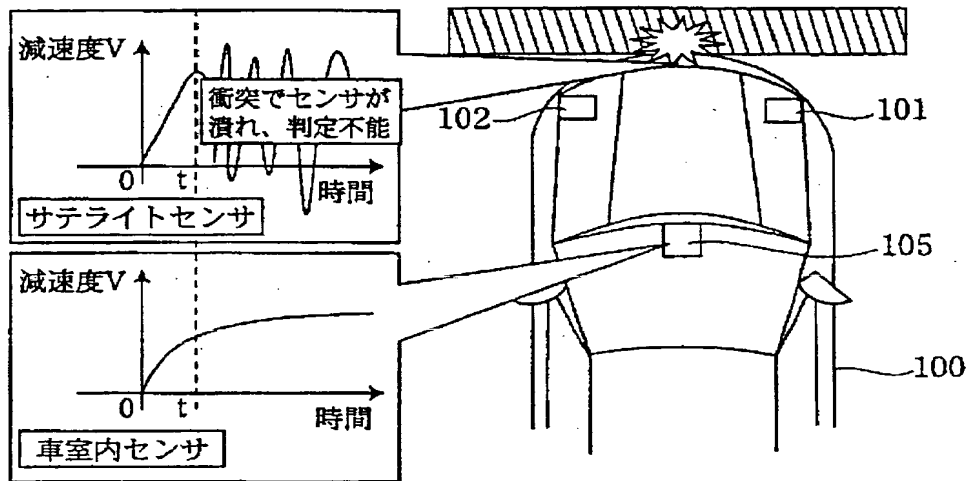 減速度V
衝突でセンサが
潰れ、判定不能
0
t
時間
サテライトセンサ
減速度V
0
t
時間
車室内センサ
102
101
105
100